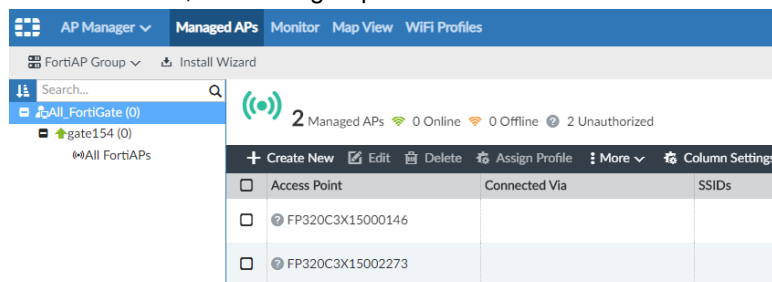 AP Manager Managed APs Monitor Map View WiFi Profiles
FortiAP Group Install Wizard
Search...
All_FortiGate (0)
gate154 (0)
All FortiAPs
2 Managed APs 0 Online 0 Offline 2 Unauthorized
+ Create New Edit Delete Assign Profile More Column Settings
Access Point Connected Via SSIDs
FP320C3X15000146
FP320C3X15002273